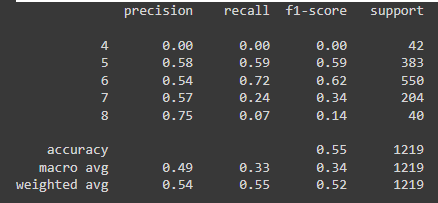 precision recall f1-score support
4 0.00 0.00 0.00 42
5 0.58 0.59 0.59 383
6 0.54 0.72 0.62 550
7 0.57 0.24 0.34 204
8 0.75 0.07 0.14 40
accuracy 0.55 1219
macro avg 0.49 0.33 0.34 1219
weighted avg 0.54 0.55 0.52 1219